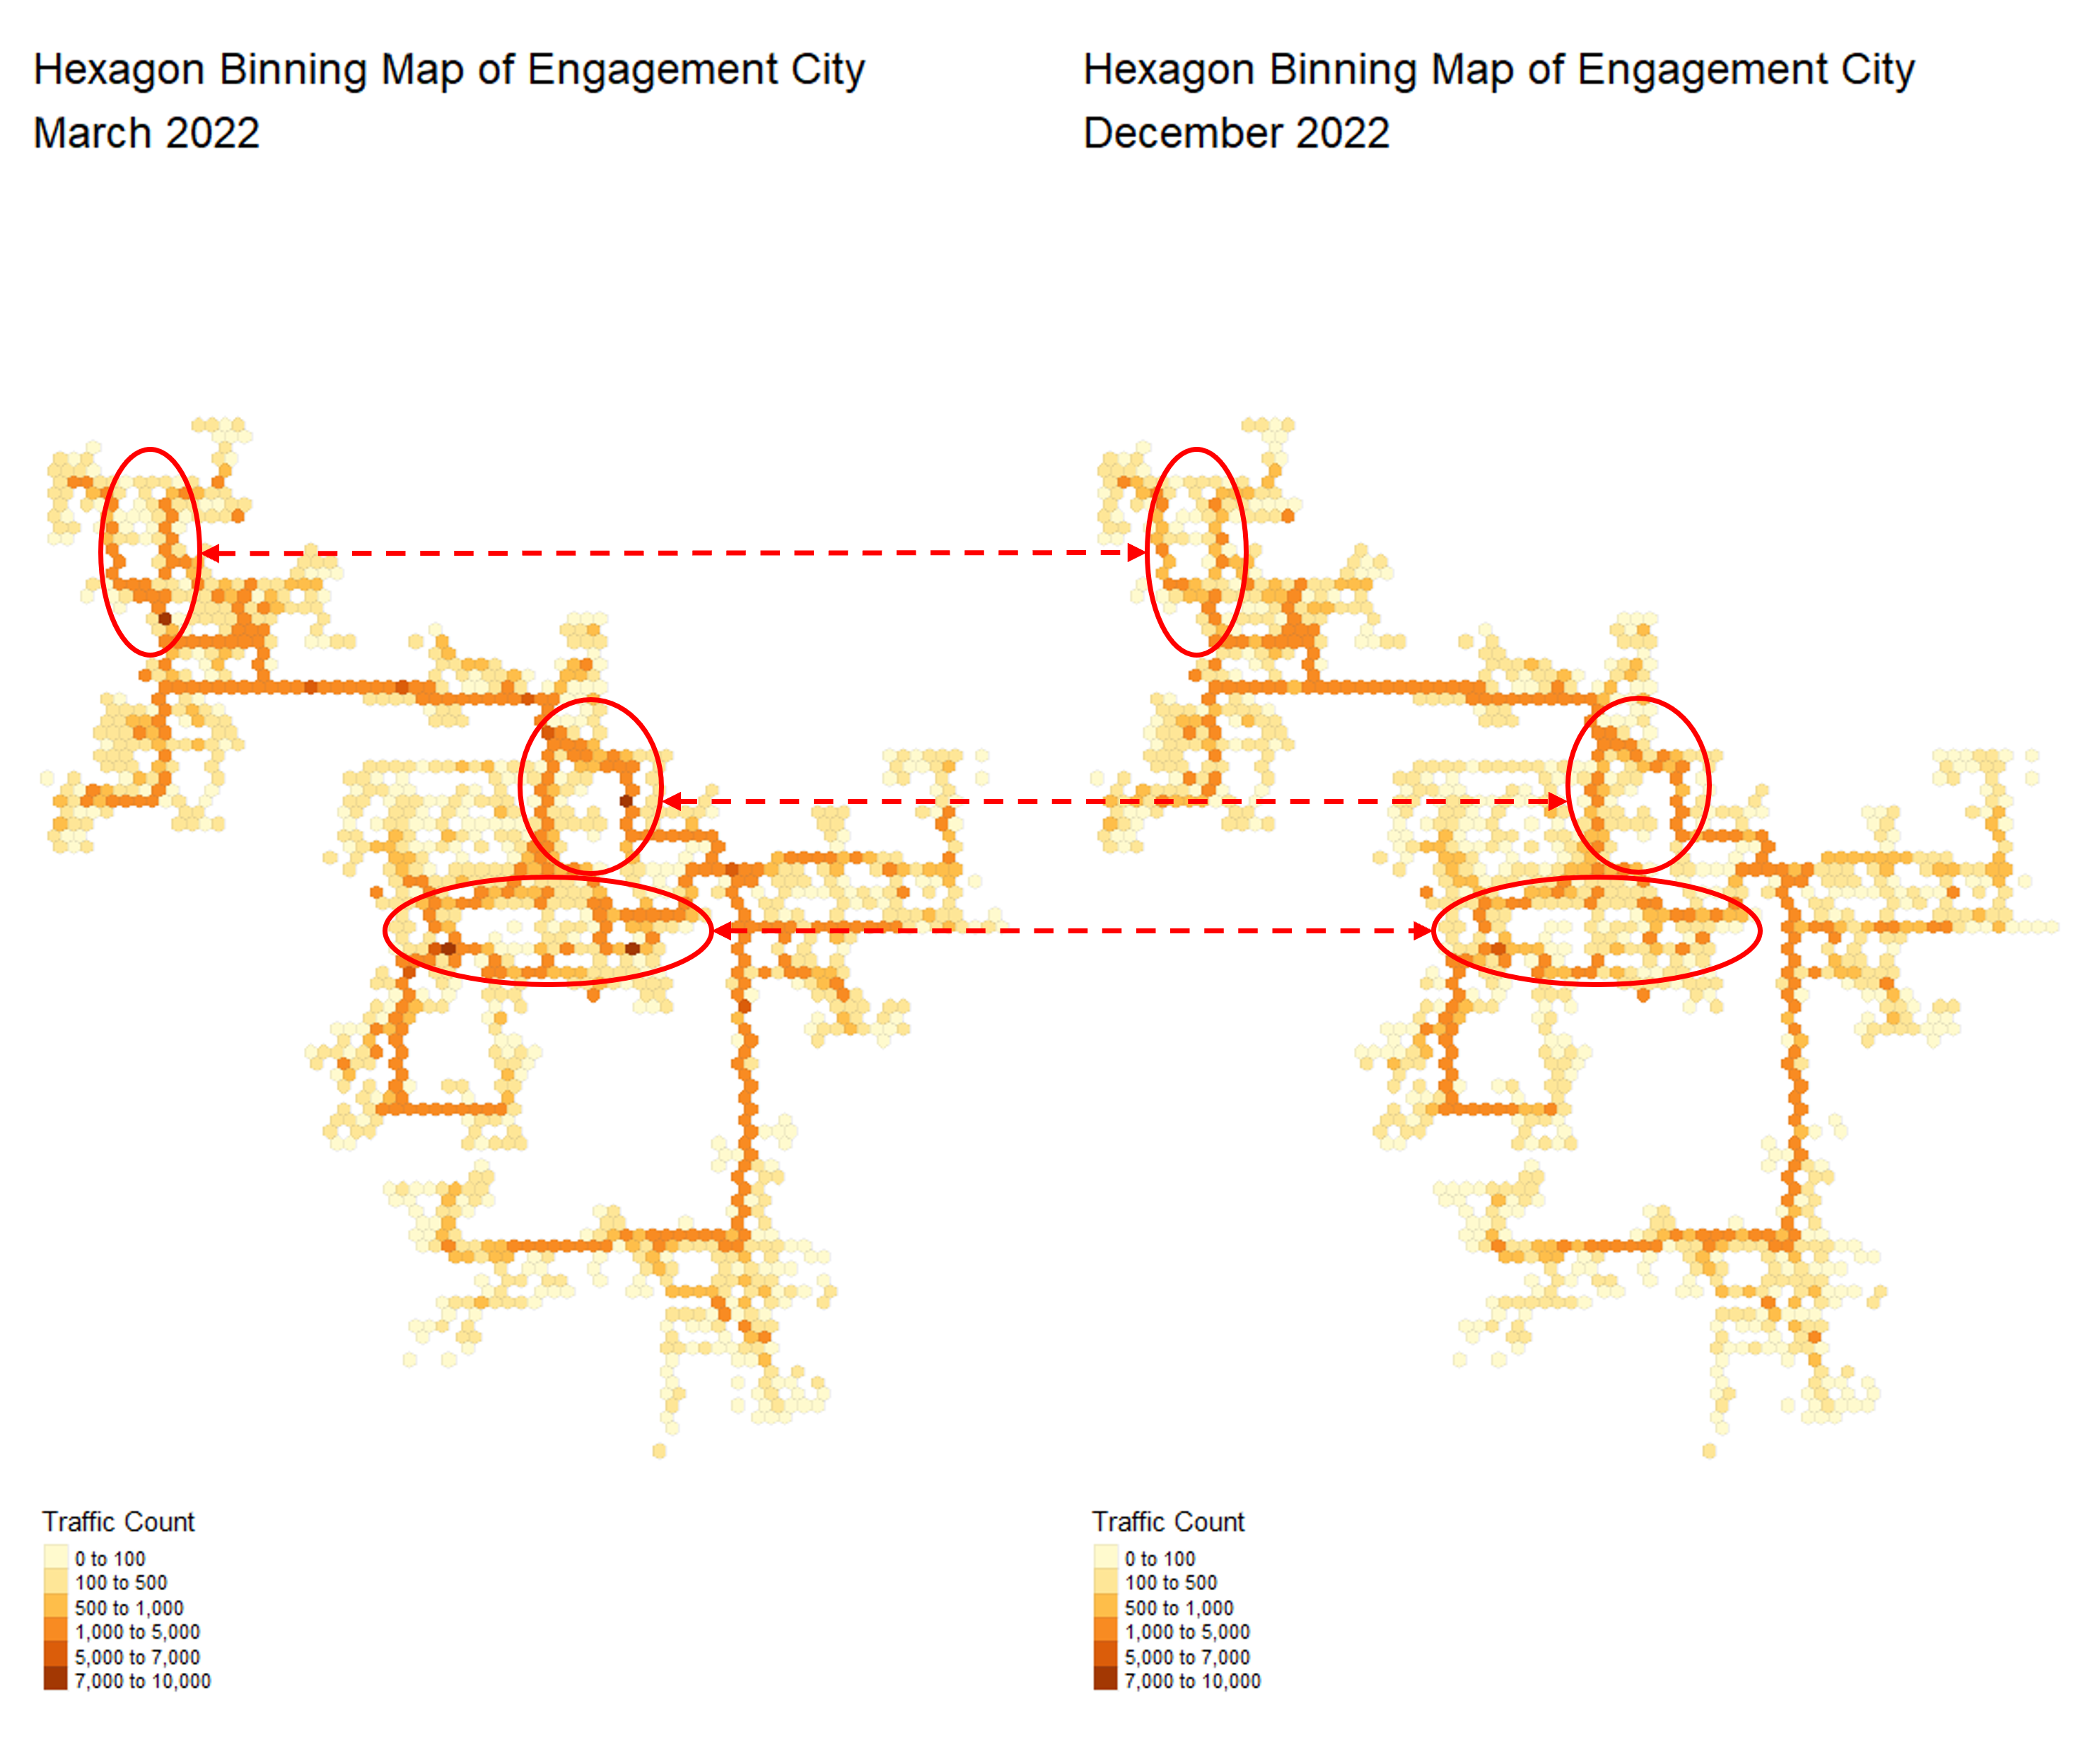 Hexagon Binning Map of Engagement City
March 2022
Hexagon Binning Map of Engagement City
December 2022
Traffic Count
0 to 100
100 to 500
500 to 1,000
1,000 to 5,000
5,000 to 7,000
7,000 to 10,000
Traffic Count
0 to 100
100 to 500
500 to 1,000
1,000 to 5,000
5,000 to 7,000
7,000 to 10,000